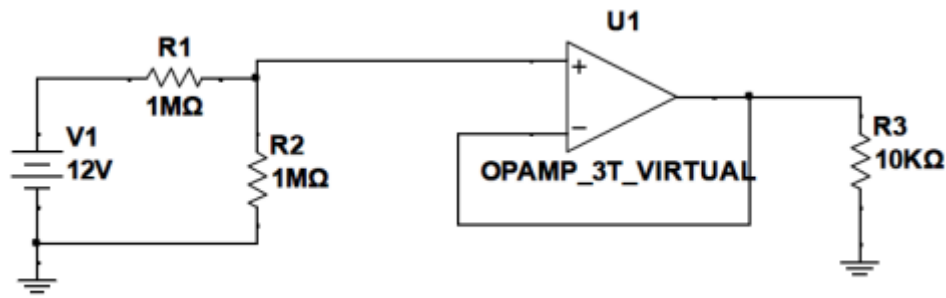 U1
R1
1MΩ
+
−
V1
12V
R2
1MΩ
OPAMP_3T_VIRTUAL
R3
10KΩ